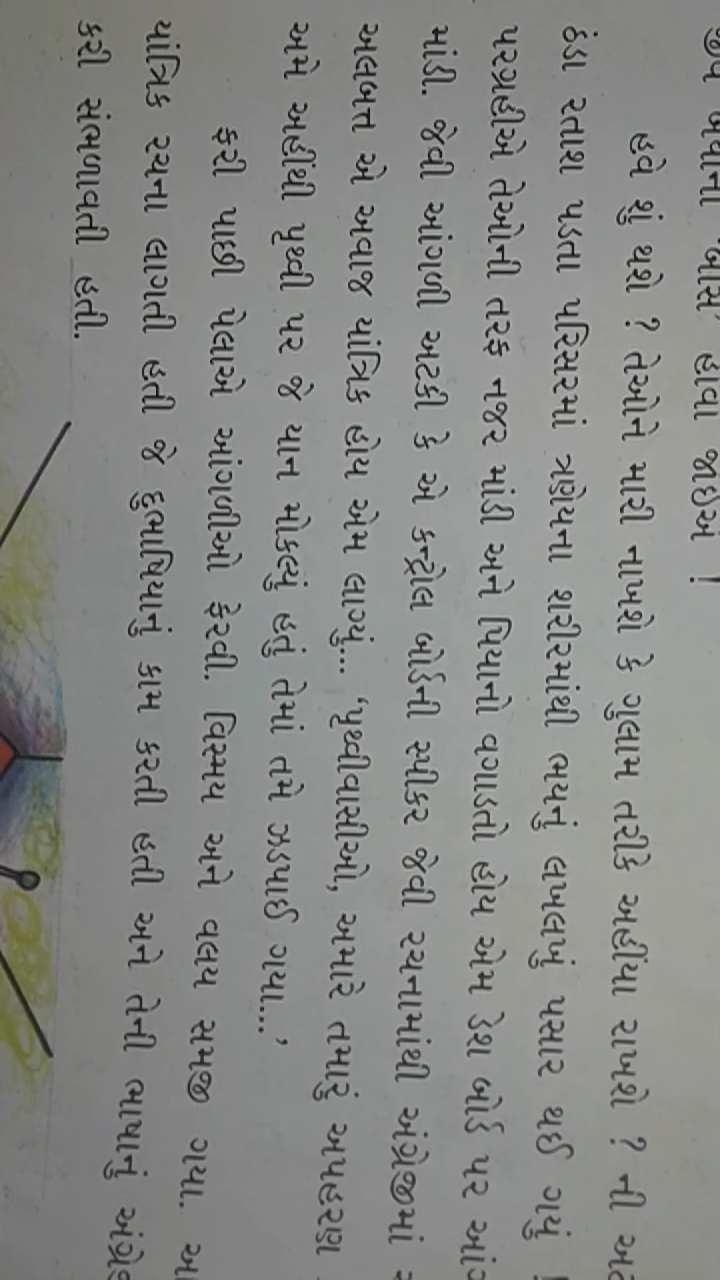 હવે શું થશે ? તેઓને મારી નાખશે કે ગુલામ તરીકે અહીંયા રાખશે ? ની
ઠંડા રતાશ પડતા પરિસરમાં ત્રણેયના શરીરમાંથી ભયનું લખલખું પસાર થઈ ગયું
પરગ્રહીએ તેઓની તરફ નજર માંડી અને પિયાનો વગાડતો હોય એમ ડેશ બોર્ડ પર
માંડી. જેવી આંગળી અટકી કે એ કન્ટ્રોલ બોર્ડની સ્પીકર જેવી રચનામાંથી અંગ્રેજીમાં
અલબત્ત એ અવાજ યાંત્રિક હોય એમ લાગ્યું... ‘પૃથ્વીવાસીઓ, અમારે તમારું અપહરણ
અમે અહીંથી પૃથ્વી પર જે યાન મોકલ્યું હતું તેમાં તમે ઝડપાઈ ગયા...’
ફરી પાછી પેલાએ આંગળીઓ ફેરવી. વિસ્મય અને વલય સમજી ગયા.
યાંત્રિક રચના લાગતી હતી જે દુભાષિયાનું કામ કરતી હતી અને તેની ભાષાનું
કરી સંભળાવતી હતી.